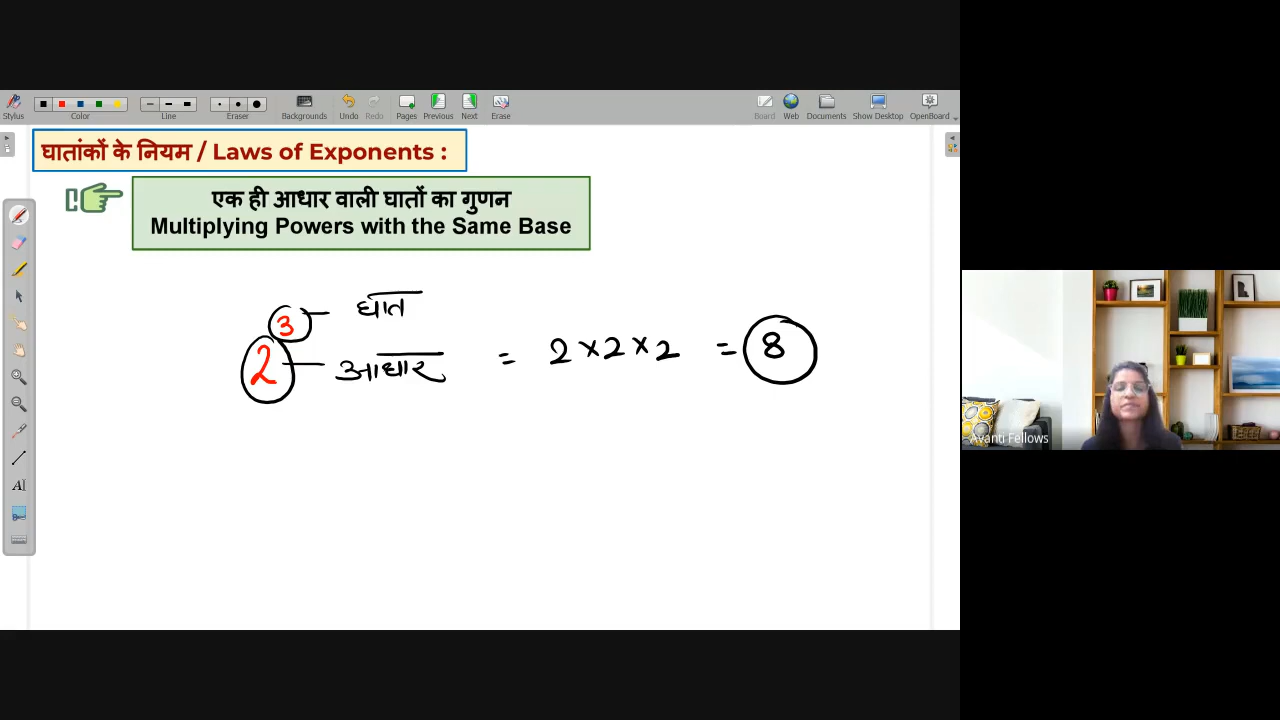 Stylus
Color
Line
Eraser
Backgrounds
Undo
Redo
Pages
Previous
Next
Erase
Board
Web
Documents
Show Desktop
OpenBoard
घातांकों के नियम / Laws of Exponents :
एक ही आधार वाली घातों का गुणन
Multiplying Powers with the Same Base
3 – घात
2 – आधार = 2 × 2 × 2 = 8
AI
Avanti Fellows